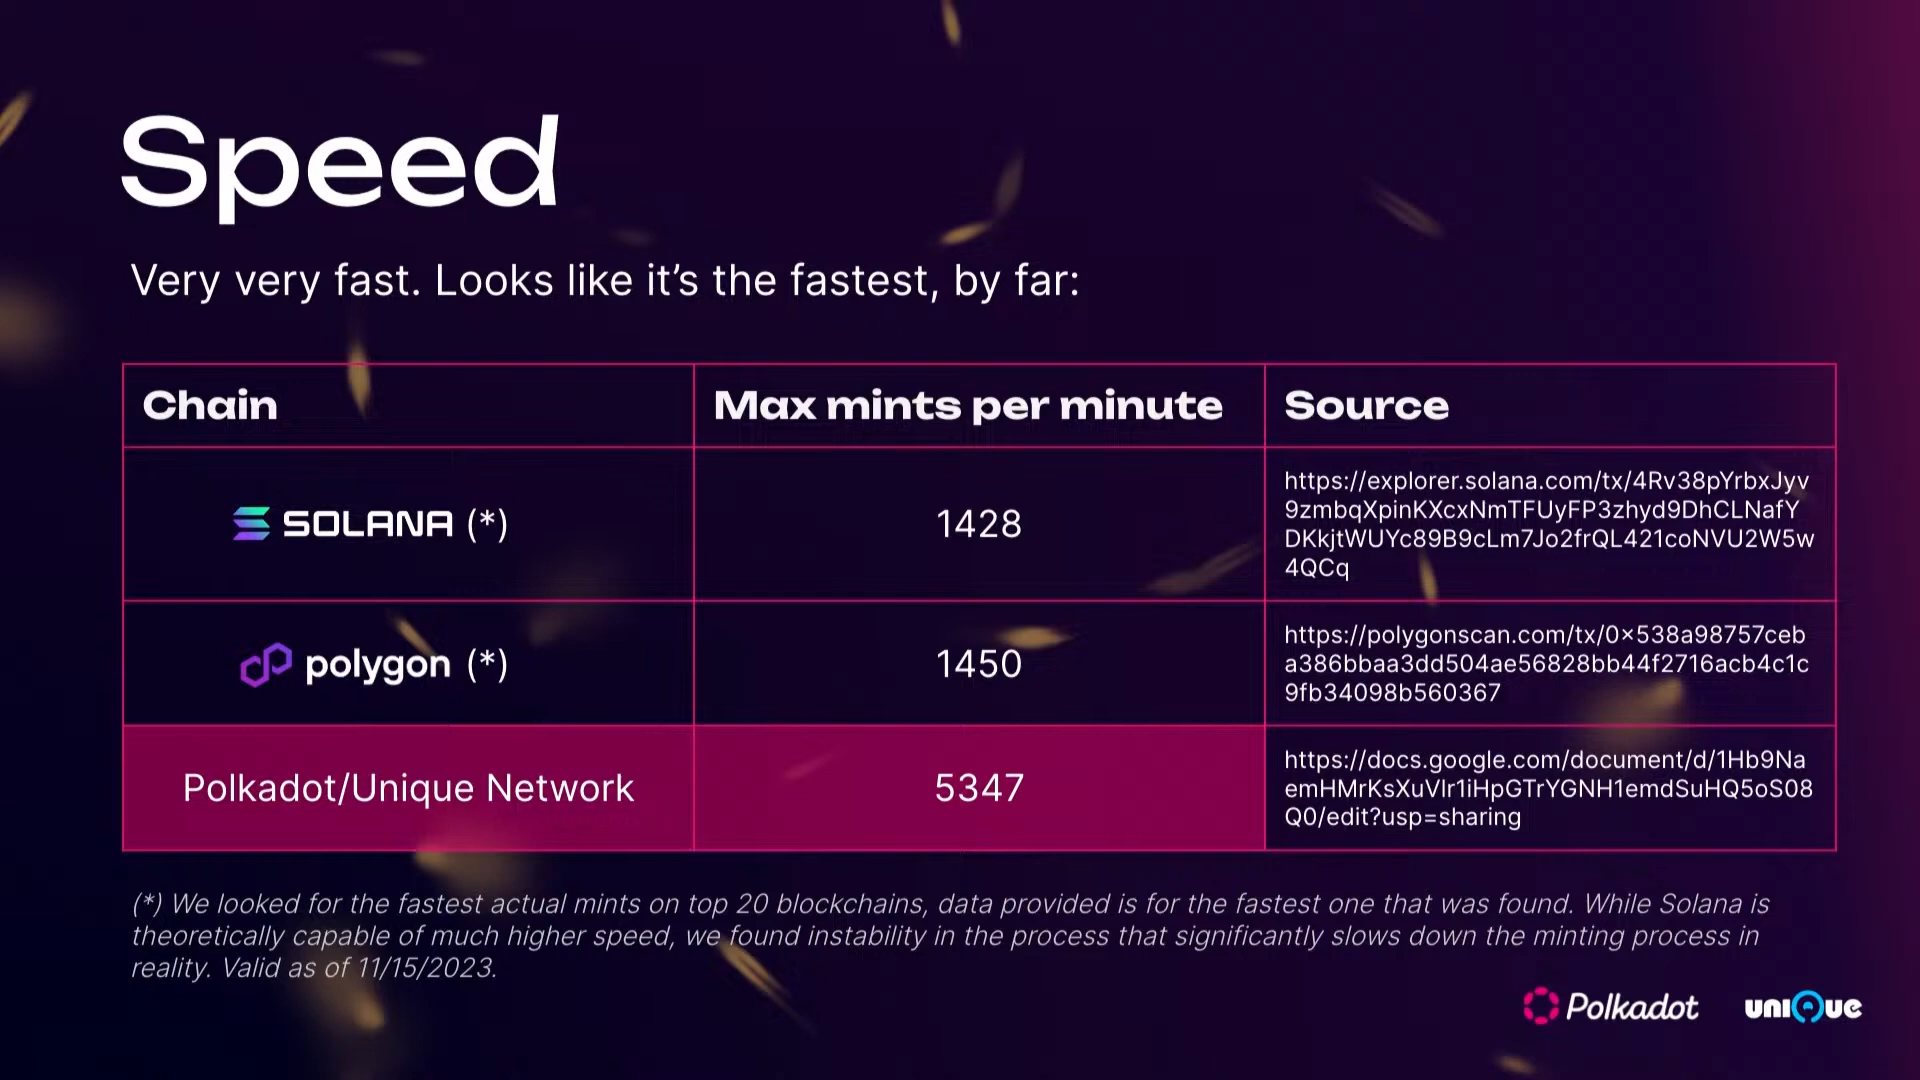 Speed
Very very fast. Looks like it’s the fastest, by far:
Chain
Max mints per minute
Source
SOLANA (*)
1428
https://explorer.solana.com/tx/4Rv38pYrbxJyv
9zmbqXpinKXcxNmTFUyFP3zhyd9DhCLNafY
DKkjtWUYc89B9cLm7Jo2frQL421coNVU2W5w
4QCq
polygon (*)
1450
https://polygonscan.com/tx/0×538a98757ceb
a386bbaa3dd504ae56828bb44f2716acb4c1c
9fb34098b560367
Polkadot/Unique Network
5347
https://docs.google.com/document/d/1Hb9Na
emHMrKsXuVlr1iHpGTrYGNH1emdSuHQ5oS08
Q0/edit?usp=sharing
(*) We looked for the fastest actual mints on top 20 blockchains, data provided is for the fastest one that was found. While Solana is
theoretically capable of much higher speed, we found instability in the process that significantly slows down the minting process in
reality. Valid as of 11/15/2023.
Polkadot
uniQue